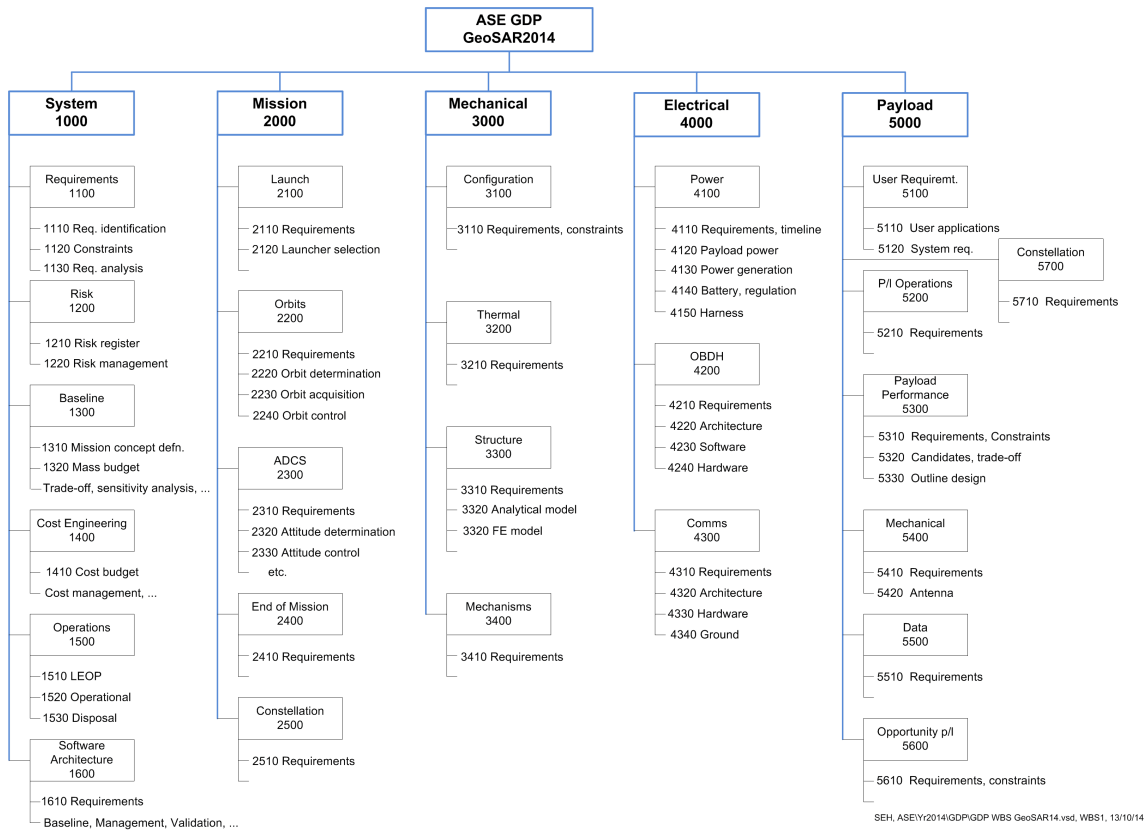 ASE GDP
GeoSAR2014
System
1000
Requirements
1100
1110 Req. identification
1120 Constraints
1130 Req. analysis
Risk
1200
1210 Risk register
1220 Risk management
Baseline
1300
1310 Mission concept defn.
1320 Mass budget
Trade-off, sensitivity analysis, ...
Cost Engineering
1400
1410 Cost budget
Cost management, ...
Operations
1500
1510 LEOP
1520 Operational
1530 Disposal
Software
Architecture
1600
1610 Requirements
Baseline, Management, Validation, ...
Mission
2000
Launch
2100
2110 Requirements
2120 Launcher selection
Orbits
2200
2210 Requirements
2220 Orbit determination
2230 Orbit acquisition
2240 Orbit control
ADCS
2300
2310 Requirements
2320 Attitude determination
2330 Attitude control
etc.
End of Mission
2400
2410 Requirements
Constellation
2500
2510 Requirements
Mechanical
3000
Configuration
3100
3110 Requirements, constraints
Thermal
3200
3210 Requirements
Structure
3300
3310 Requirements
3320 Analytical model
3320 FE model
Mechanisms
3400
3410 Requirements
Electrical
4000
Power
4100
4110 Requirements, timeline
4120 Payload power
4130 Power generation
4140 Battery, regulation
4150 Harness
OBDH
4200
4210 Requirements
4220 Architecture
4230 Software
4240 Hardware
Comms
4300
4310 Requirements
4320 Architecture
4330 Hardware
4340 Ground
Payload
5000
User Requiremt.
5100
5110 User applications
5120 System req.
Constellation
5700
5710 Requirements
P/l Operations
5200
5210 Requirements
Payload
Performance
5300
5310 Requirements, Constraints
5320 Candidates, trade-off
5330 Outline design
Mechanical
5400
5410 Requirements
5420 Antenna
Data
5500
5510 Requirements
Opportunity p/l
5600
5610 Requirements, constraints
SEH, ASE\Yr2014\GDP\GDP WBS GeoSAR14.vsd, WBS1, 13/10/14